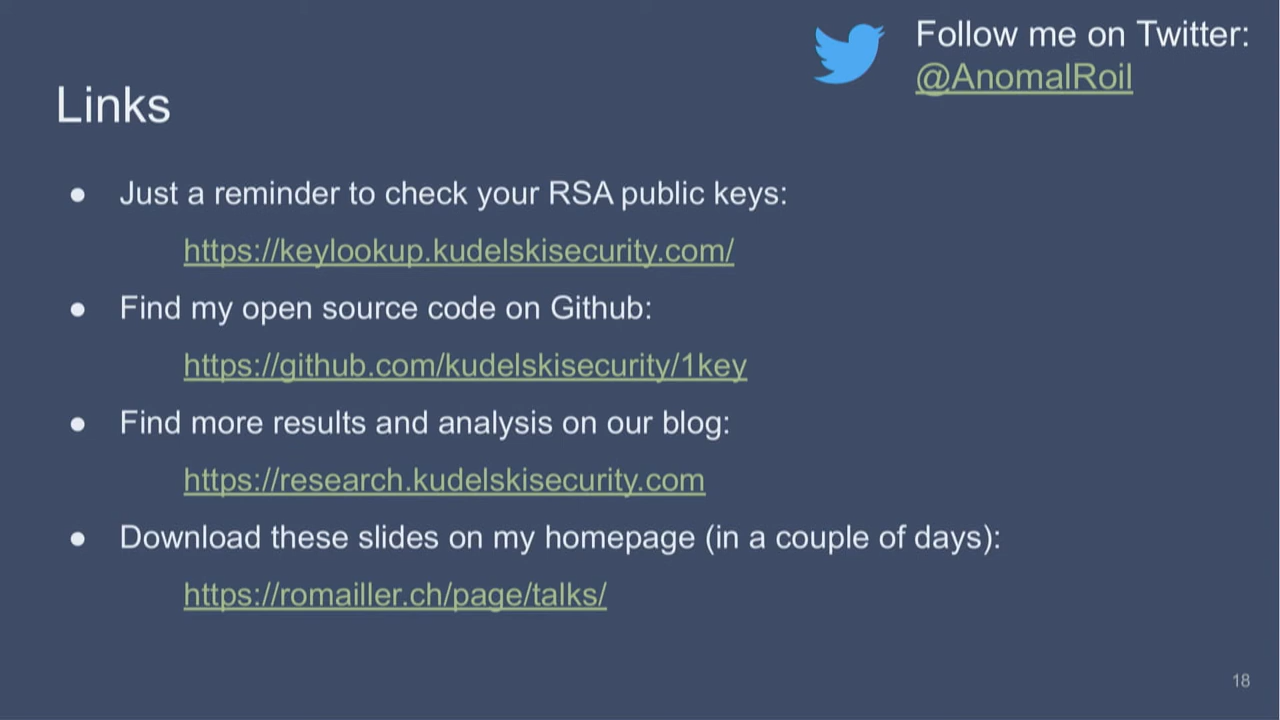 Follow me on Twitter:
@AnomalRoil
Links
● Just a reminder to check your RSA public keys:
https://keylookup.kudelskisecurity.com/
● Find my open source code on Github:
https://github.com/kudelskisecurity/1key
● Find more results and analysis on our blog:
https://research.kudelskisecurity.com
● Download these slides on my homepage (in a couple of days):
https://romailler.ch/page/talks/
18